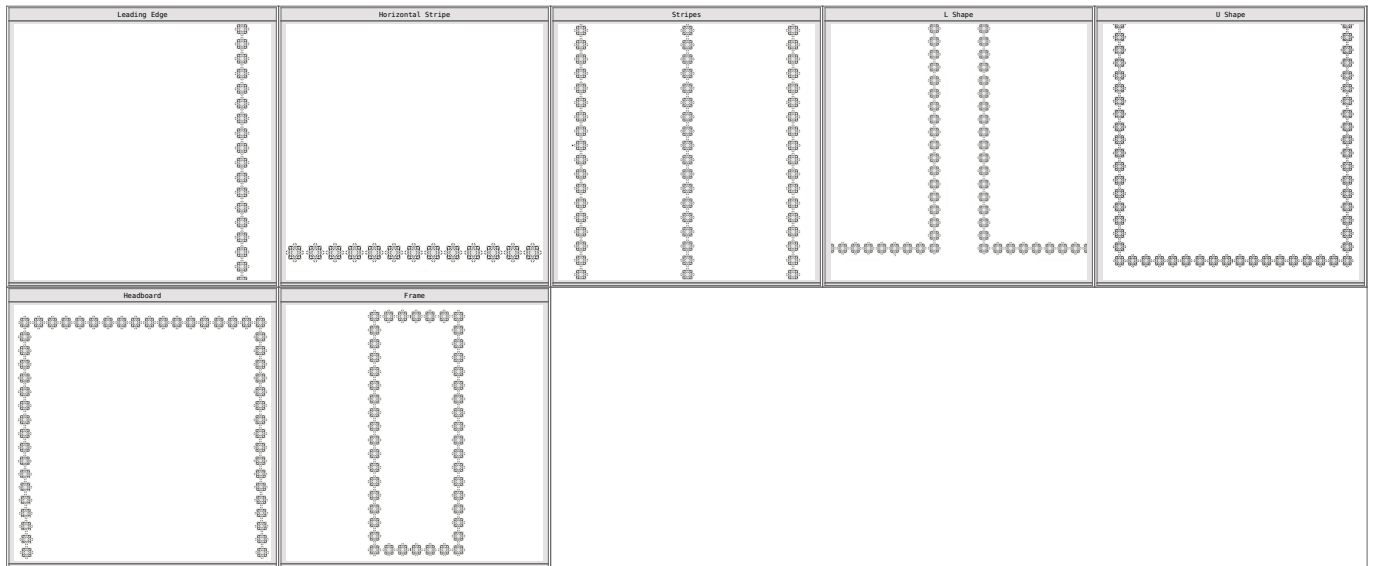 Leading Edge
Horizontal Stripe
Stripes
L Shape
U Shape
Headboard
Frame